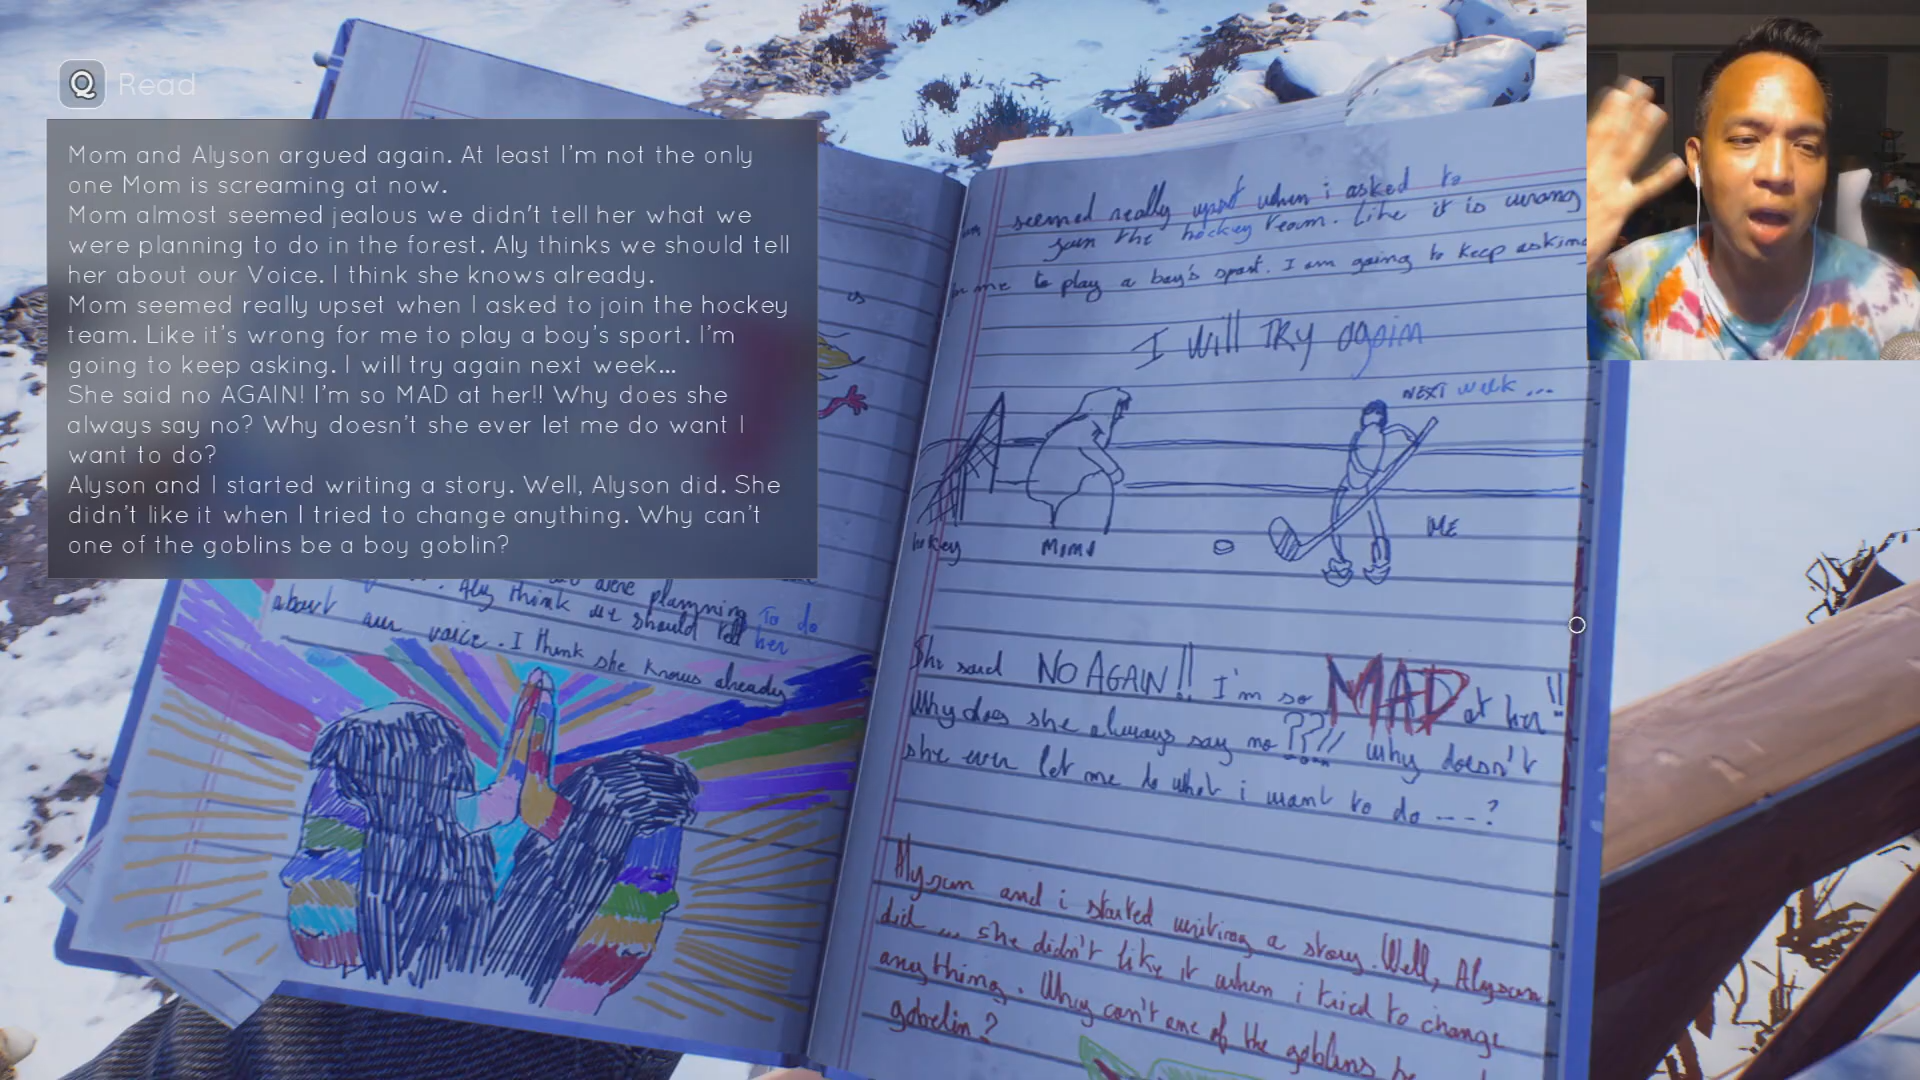 Q Read
Mom and Alyson argued again. At least I'm not the only
one Mom is screaming at now.
Mom almost seemed jealous we didn't tell her what we
were planning to do in the forest. Aly thinks we should tell
her about our Voice. I think she knows already.
Mom seemed really upset when I asked to join the hockey
team. Like it's wrong for me to play a boy's sport. I'm
going to keep asking. I will try again next week...
She said no AGAIN! I'm so MAD at her!! Why does she
always say no? Why doesn't she ever let me do want I
want to do?
Alyson and I started writing a story. Well, Alyson did. She
didn't like it when I tried to change anything. Why can't
one of the goblins be a boy goblin?
were planning to do
. Aly think we should tell her
about our voice. I think she knows already
is
seemed really upset when i asked to
join the hockey team. Like it is wrong
me to play a boy's sport. I am going to keep asking
I will TRY again
NEXT week ...
hockey
Mom
ME
She said NO AGAIN!! I'm so MAD at her!!
Why does she always say no ??!! why doesn't
she ever let me do what i want to do ---?
Alyson and i started writing a story. Well, Alyson
did ... she didn't like it when i tried to change
anything. Why can't one of the goblins be
gobelin?